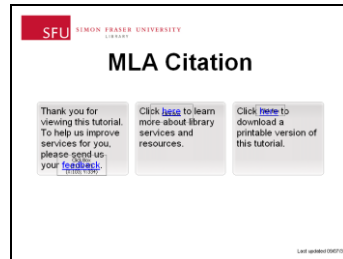 SFU SIMON FRASER UNIVERSITY
LIBRARY
MLA Citation
Thank you for
viewing this tutorial.
To help us improve
services for you,
please send us
your feedback.
Click here to learn
more about library
services and
resources.
Click here to
download a
printable version of
this tutorial.
Last updated